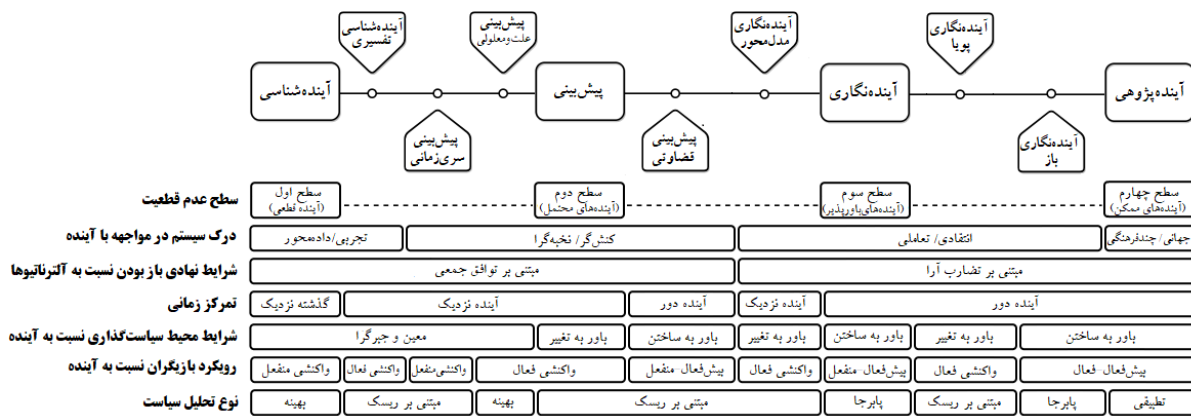 آینده‌شناسی
تفسیری
پیش‌بینی
علت‌ومعلولی
آینده‌نگاری
مدل‌محور
آینده‌نگاری
پویا
آینده‌شناسی
پیش‌بینی
آینده‌نگاری
آینده‌پژوهی
پیش‌بینی
سری‌زمانی
پیش‌بینی
قضاوتی
آینده‌نگاری
باز
سطح عدم قطعیت
سطح اول
(آینده قطعی)
سطح دوم
(آینده‌های محتمل)
سطح سوم
(آینده‌های‌باورپذیر)
سطح چهارم
(آینده‌های ممکن)
درک سیستم در مواجهه با آینده
تجربی/داده‌محور
کنش‌گر/ نخبه‌گرا
انتقادی/ تعاملی
جهانی/چندفرهنگی
شرایط نهادی باز بودن نسبت به آلترناتیوها
مبتنی بر توافق جمعی
مبتنی بر تضارب آرا
تمرکز زمانی
گذشته نزدیک
آینده نزدیک
آینده دور
آینده نزدیک
آینده دور
شرایط محیط سیاست‌گذاری نسبت به آینده
معین و جبرگرا
باور به تغییر
باور به ساختن
باور به تغییر
باور به ساختن
باور به تغییر
باور به ساختن
رویکرد بازیگران نسبت به آینده
واکنشی منفعل
واکنشی فعال
واکنشی‌منفعل
واکنشی فعال
پیش‌فعال-منفعل
واکنشی فعال
پیش‌فعال-منفعل
واکنشی فعال
پیش‌فعال-فعال
نوع تحلیل سیاست
بهینه
مبتنی بر ریسک
بهینه
مبتنی بر ریسک
پابرجا
مبتنی بر ریسک
پابرجا
تطبیقی